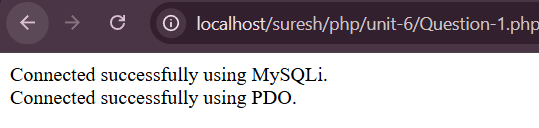 localhost/suresh/php/unit-6/Question-1.php
Connected successfully using MySQLi.
Connected successfully using PDO.